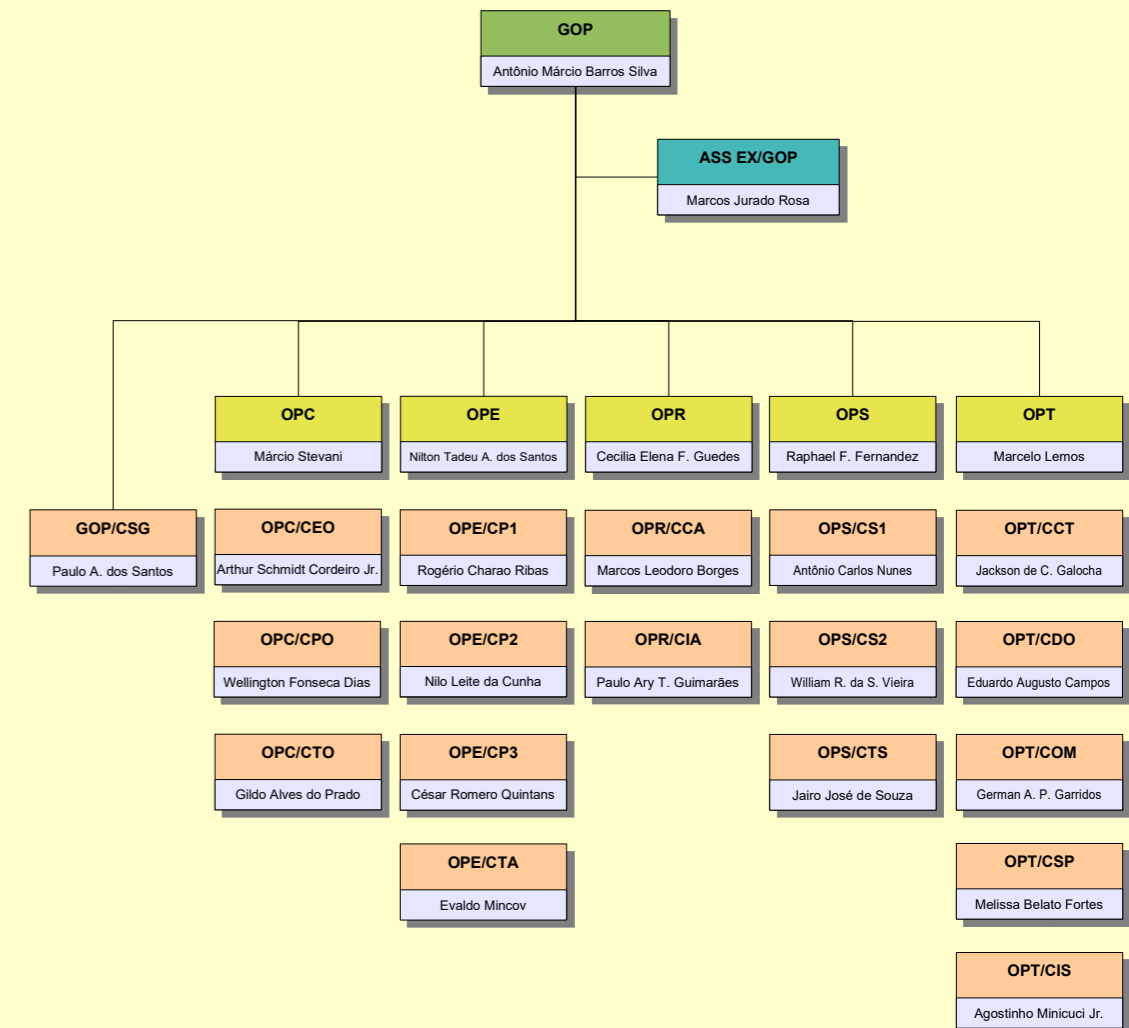 GOP
Antônio Márcio Barros Silva
ASS EX/GOP
Marcos Jurado Rosa
OPC
Márcio Stevani
OPE
Nilton Tadeu A. dos Santos
OPR
Cecilia Elena F. Guedes
OPS
Raphael F. Fernandez
OPT
Marcelo Lemos
GOP/CSG
Paulo A. dos Santos
OPC/CEO
Arthur Schmidt Cordeiro Jr.
OPE/CP1
Rogério Charao Ribas
OPR/CCA
Marcos Leodoro Borges
OPS/CS1
Antônio Carlos Nunes
OPT/CCT
Jackson de C. Galocha
OPC/CPO
Wellington Fonseca Dias
OPE/CP2
Nilo Leite da Cunha
OPR/CIA
Paulo Ary T. Guimarães
OPS/CS2
William R. da S. Vieira
OPT/CDO
Eduardo Augusto Campos
OPC/CTO
Gildo Alves do Prado
OPE/CP3
César Romero Quintans
OPS/CTS
Jairo José de Souza
OPT/COM
German A. P. Garridos
OPE/CTA
Evaldo Mincov
OPT/CSP
Melissa Belato Fortes
OPT/CIS
Agostinho Minicuci Jr.